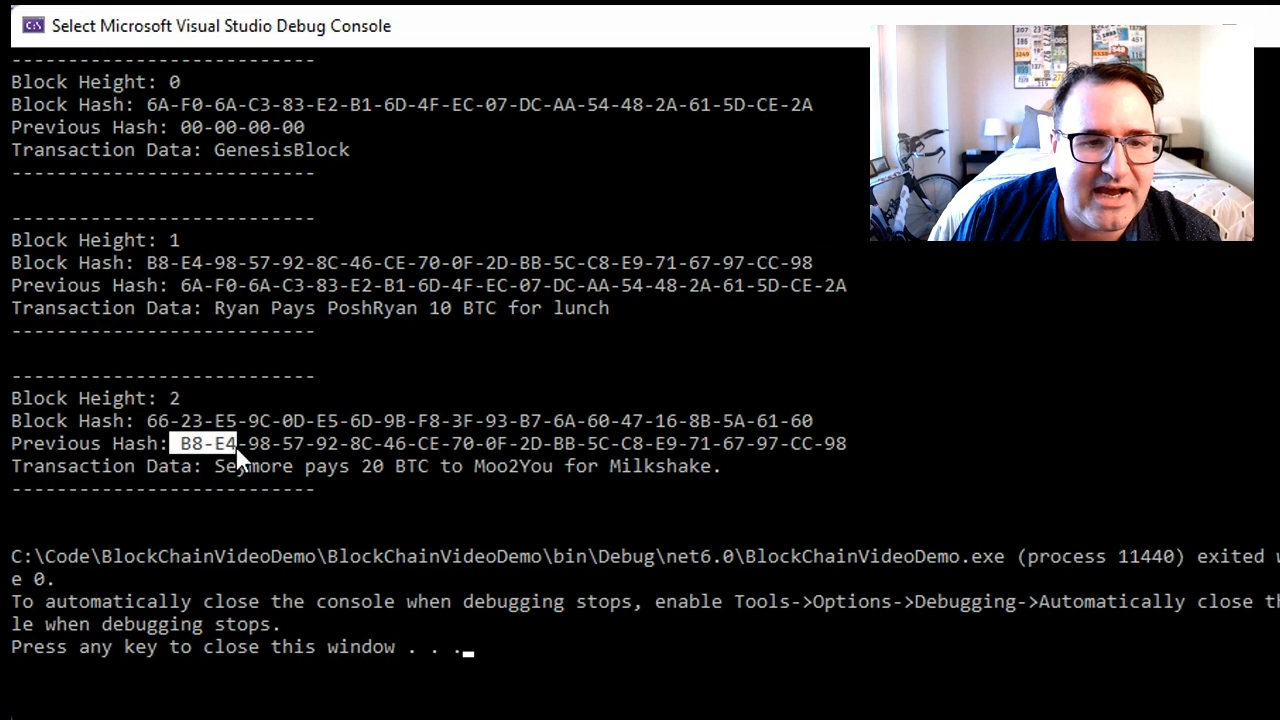 Select Microsoft Visual Studio Debug Console
---------------------------
Block Height: 0
Block Hash: 6A-F0-6A-C3-83-E2-B1-6D-4F-EC-07-DC-AA-54-48-2A-61-5D-CE-2A
Previous Hash: 00-00-00-00
Transaction Data: GenesisBlock
---------------------------
---------------------------
Block Height: 1
Block Hash: B8-E4-98-57-92-8C-46-CE-70-0F-2D-BB-5C-C8-E9-71-67-97-CC-98
Previous Hash: 6A-F0-6A-C3-83-E2-B1-6D-4F-EC-07-DC-AA-54-48-2A-61-5D-CE-2A
Transaction Data: Ryan Pays PoshRyan 10 BTC for lunch
---------------------------
---------------------------
Block Height: 2
Block Hash: 66-23-E5-9C-0D-E5-6D-9B-F8-3F-93-B7-6A-60-47-16-8B-5A-61-60
Previous Hash: B8-E4-98-57-92-8C-46-CE-70-0F-2D-BB-5C-C8-E9-71-67-97-CC-98
Transaction Data: Seymore pays 20 BTC to Moo2You for Milkshake.
---------------------------
C:\Code\BlockChainVideoDemo\BlockChainVideoDemo\bin\Debug\net6.0\BlockChainVideoDemo.exe (process 11440) exited w
e 0.
To automatically close the console when debugging stops, enable Tools->Options->Debugging->Automatically close th
le when debugging stops.
Press any key to close this window . . .